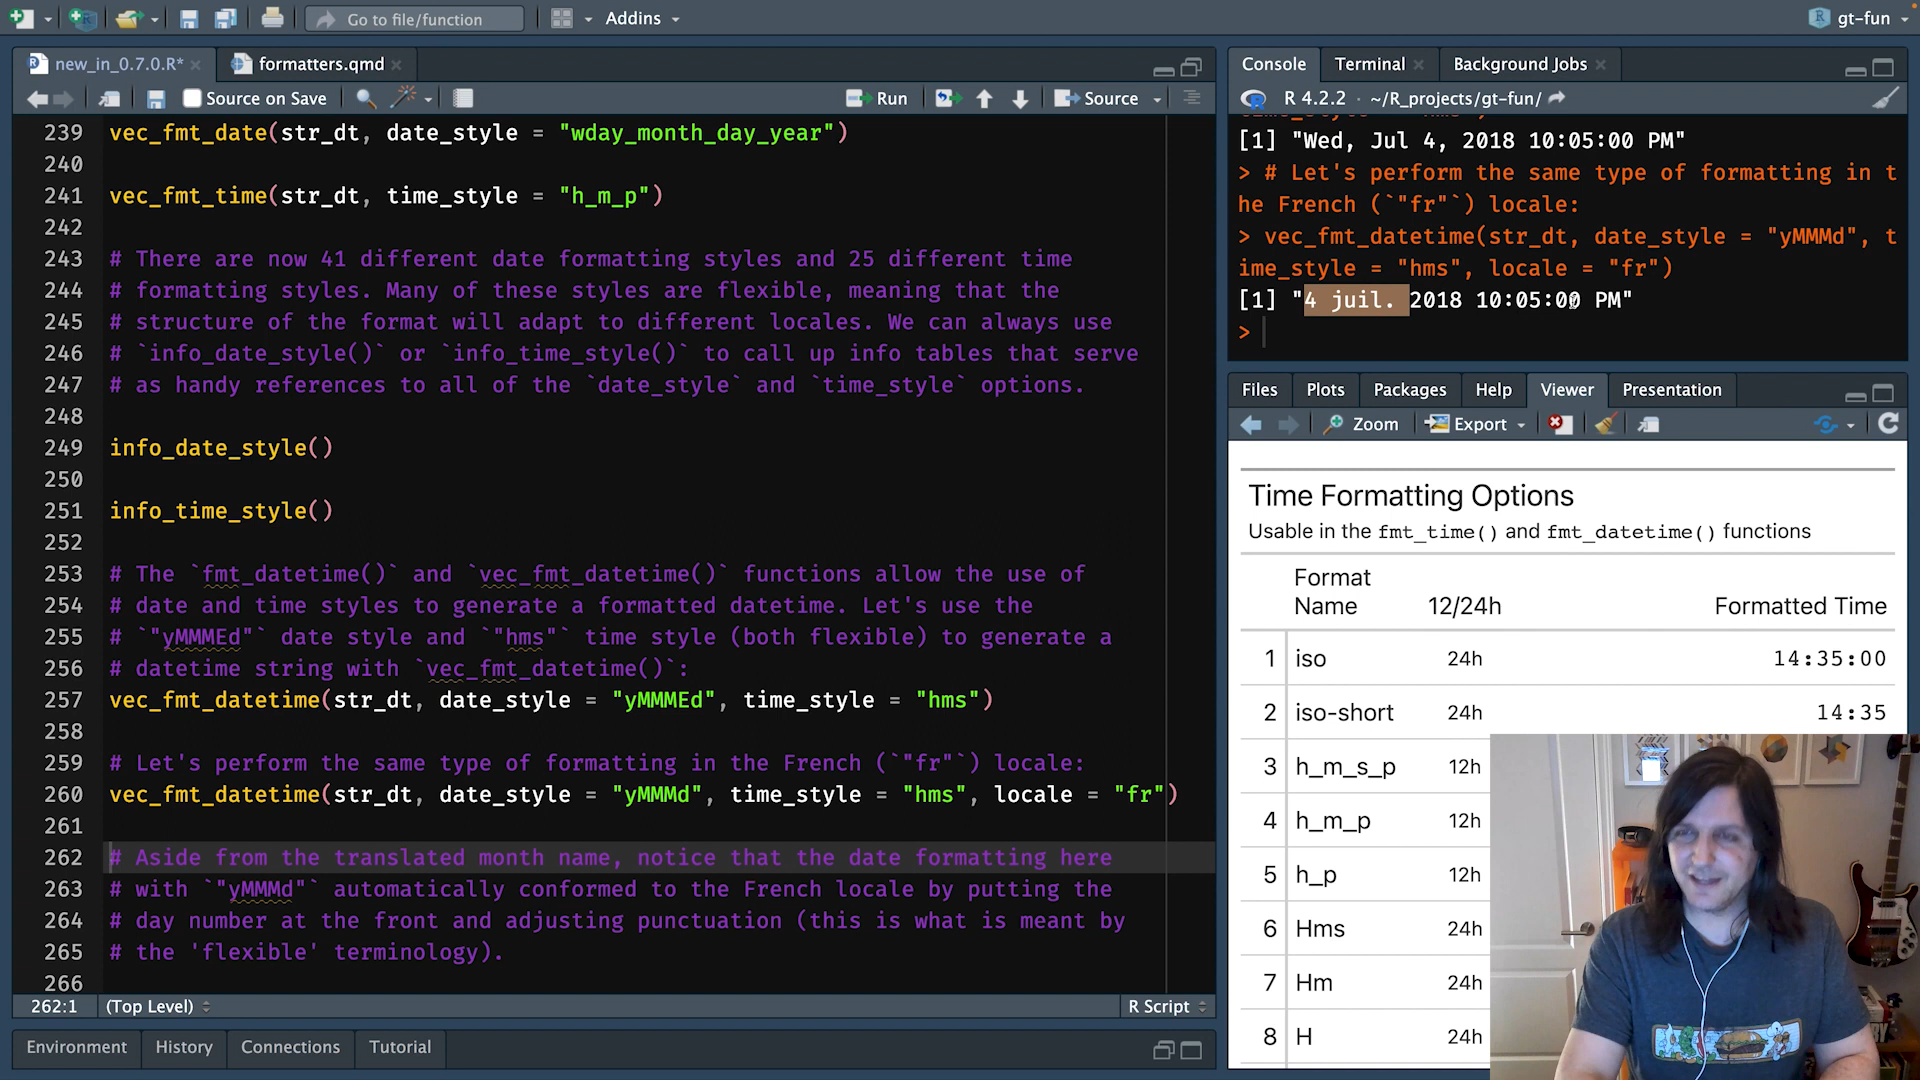 Go to file/function
Addins
gt-fun
new_in_0.7.0.R*
formatters.qmd
Source on Save
Run
Source
239 vec_fmt_date(str_dt, date_style = "wday_month_day_year")
240
241 vec_fmt_time(str_dt, time_style = "h_m_p")
242
243 # There are now 41 different date formatting styles and 25 different time
244 # formatting styles. Many of these styles are flexible, meaning that the
245 # structure of the format will adapt to different locales. We can always use
246 # `info_date_style()` or `info_time_style()` to call up info tables that serve
247 # as handy references to all of the `date_style` and `time_style` options.
248
249 info_date_style()
250
251 info_time_style()
252
253 # The `fmt_datetime()` and `vec_fmt_datetime()` functions allow the use of
254 # date and time styles to generate a formatted datetime. Let's use the
255 # `"yMMMEd"` date style and `"hms"` time style (both flexible) to generate a
256 # datetime string with `vec_fmt_datetime()`:
257 vec_fmt_datetime(str_dt, date_style = "yMMMEd", time_style = "hms")
258
259 # Let's perform the same type of formatting in the French (`"fr"`) locale:
260 vec_fmt_datetime(str_dt, date_style = "yMMMd", time_style = "hms", locale = "fr")
261
262 # Aside from the translated month name, notice that the date formatting here
263 # with `"yMMMd"` automatically conformed to the French locale by putting the
264 # day number at the front and adjusting punctuation (this is what is meant by
265 # the 'flexible' terminology).
266
262:1
(Top Level)
R Script
Environment
History
Connections
Tutorial
Console
Terminal
Background Jobs
R 4.2.2 · ~/R_projects/gt-fun/
[1] "Wed, Jul 4, 2018 10:05:00 PM"
> # Let's perform the same type of formatting in t
he French (`"fr"`) locale:
> vec_fmt_datetime(str_dt, date_style = "yMMMd", t
ime_style = "hms", locale = "fr")
[1] "4 juil. 2018 10:05:00 PM"
>
Files
Plots
Packages
Help
Viewer
Presentation
Zoom
Export
Time Formatting Options
Usable in the fmt_time() and fmt_datetime() functions
Format
Name 12/24h Formatted Time
1 iso 24h 14:35:00
2 iso-short 24h 14:35
3 h_m_s_p 12h
4 h_m_p 12h
5 h_p 12h
6 Hms 24h
7 Hm 24h
8 H 24h